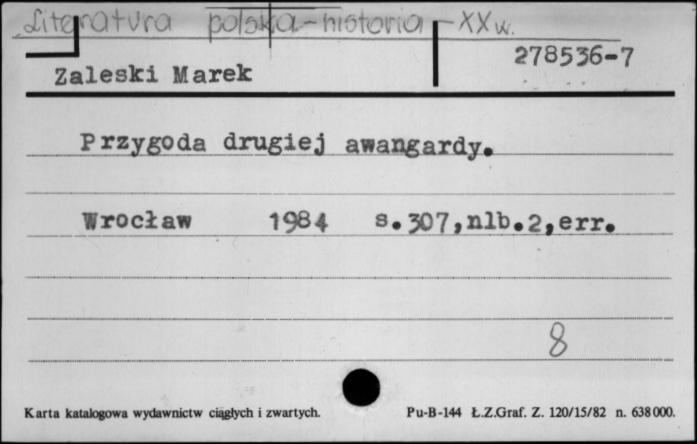 Literatura polska - historia - XX w.
278536-7
Zaleski Marek
Przygoda drugiej awangardy.
Wrocław 1984 s.307,nlb.2,err.
8
Karta katalogowa wydawnictw ciągłych i zwartych. Pu-B-144 Ł.Z.Graf. Z. 120/15/82 n. 638000.